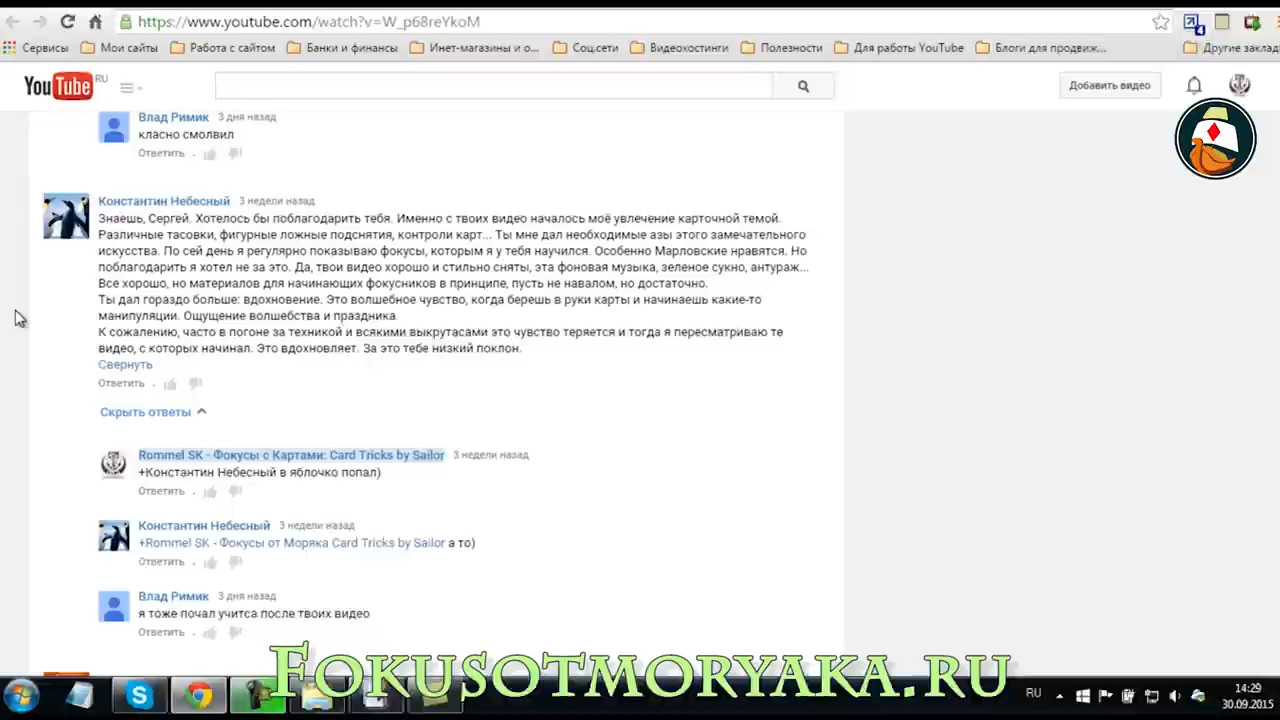 https://www.youtube.com/watch?v=W_p68reYkoM
Сервисы Мои сайты Работа с сайтом Банки и финансы Инет-магазины и о... Соц.сети Видеохостинги Полезности Для работы YouTube Блоги для продвиж... Другие заклад
YouTube RU Добавить видео
Влад Римик 3 дня назад
класно смолвил
Ответить
Константин Небесный 3 недели назад
Знаешь, Сергей. Хотелось бы поблагодарить тебя. Именно с твоих видео началось моё увлечение карточной темой.
Различные тасовки, фигурные ложные подснятия, контроли карт... Ты мне дал необходимые азы этого замечательного
искусства. По сей день я регулярно показываю фокусы, которым я у тебя научился. Особенно Марловские нравятся. Но
поблагодарить я хотел не за это. Да, твои видео хорошо и стильно сняты, эта фоновая музыка, зеленое сукно, антураж...
Все хорошо, но материалов для начинающих фокусников в принципе, пусть не навалом, но достаточно.
Ты дал гораздо больше: вдохновение. Это волшебное чувство, когда берешь в руки карты и начинаешь какие-то
манипуляции. Ощущение волшебства и праздника.
К сожалению, часто в погоне за техникой и всякими выкрутасами это чувство теряется и тогда я пересматриваю те
видео, с которых начинал. Это вдохновляет. За это тебе низкий поклон.
Свернуть
Ответить
Скрыть ответы
Rommel SK - Фокусы с Картами: Card Tricks by Sailor 3 недели назад
+Константин Небесный в яблочко попал)
Ответить
Константин Небесный 3 недели назад
+Rommel SK - Фокусы от Моряка Card Tricks by Sailor а то)
Ответить
Влад Римик 3 дня назад
я тоже почал учитса после твоих видео
Ответить
Fokusotmoryaka.ru
RU 14:29
30.09.2015